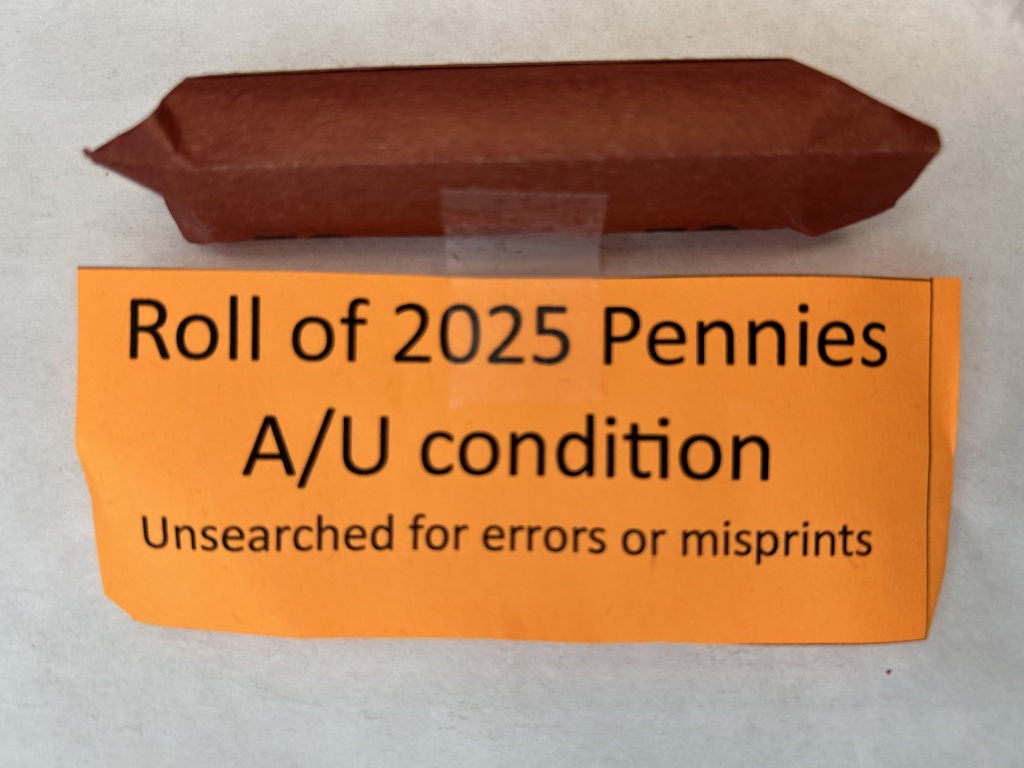 Roll of 2025 Pennies
A/U condition
Unsearched for errors or misprints